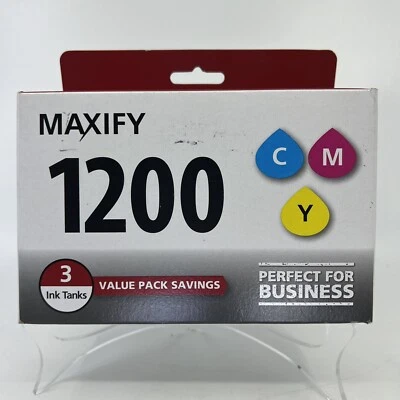 MAXIFY
1200
C
M
Y
3
Ink Tanks
VALUE PACK SAVINGS
PERFECT FOR
BUSINESS